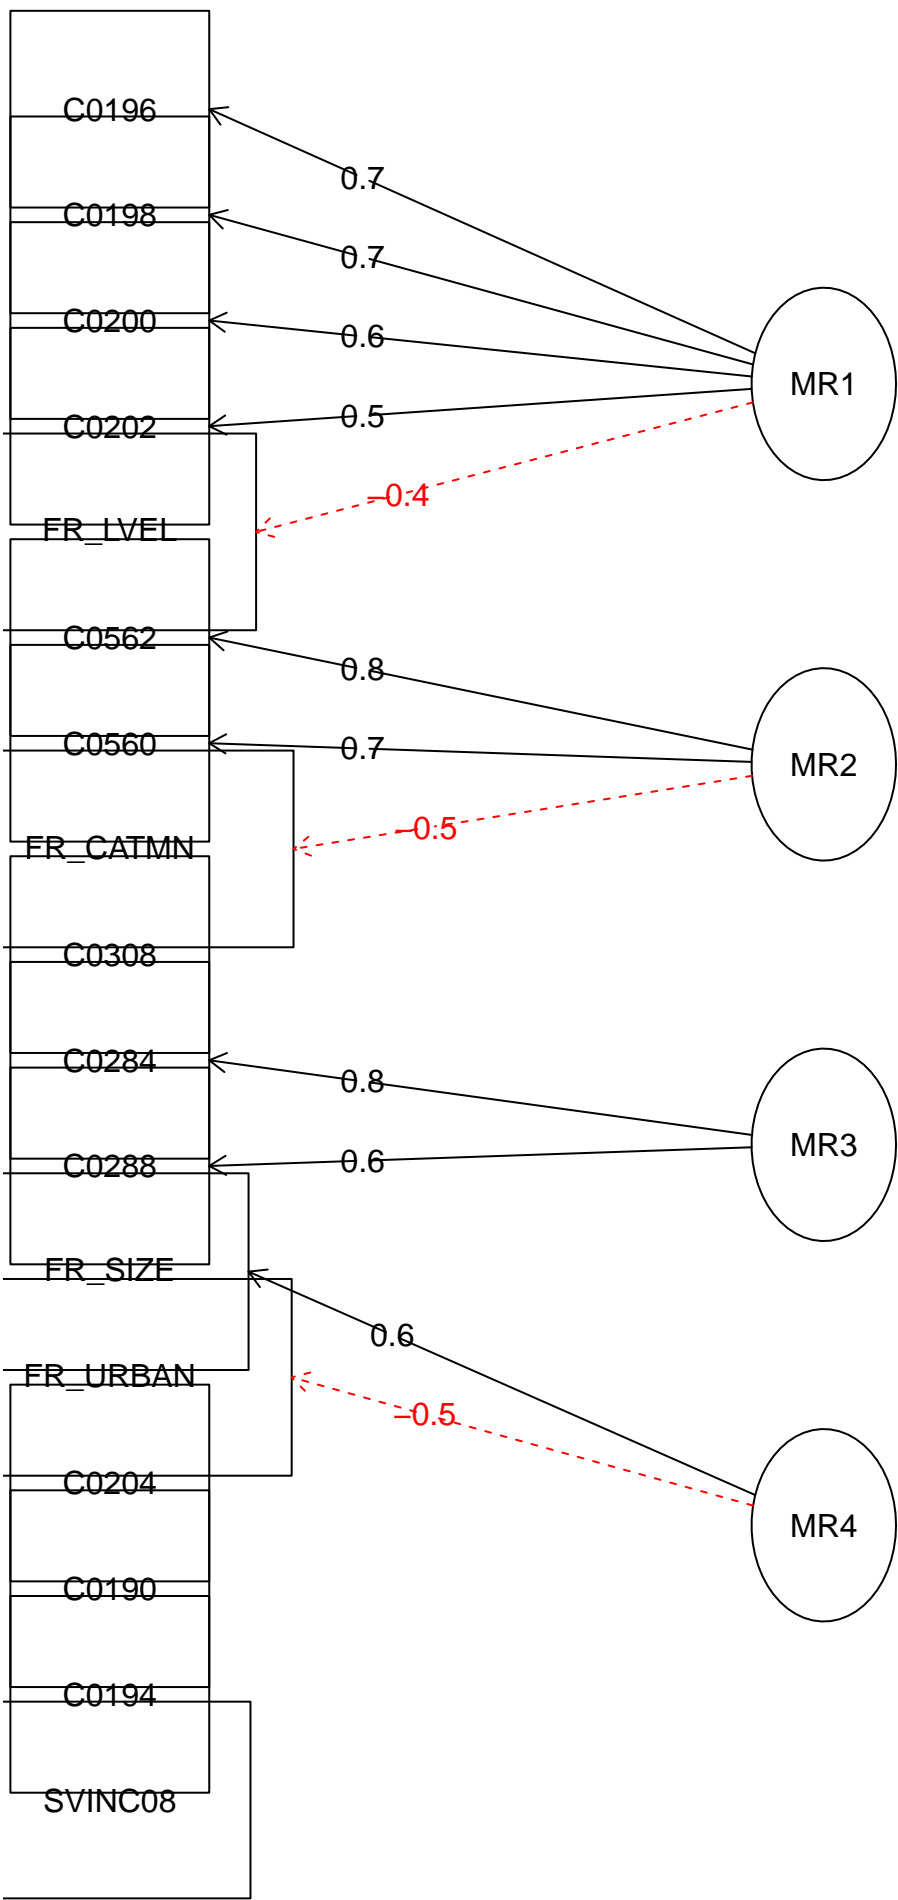 C0196
0.7
C0198
0.7
C0200
0.6
MR1
C0202
0.5
–0.4
FR_LVEL
C0562
0.8
C0560
0.7
MR2
–0.5
FR_CATMN
C0308
C0284
0.8
MR3
C0288
0.6
FR_SIZE
0.6
FR_URBAN
–0.5
C0204
MR4
C0190
C0194
SVINC08